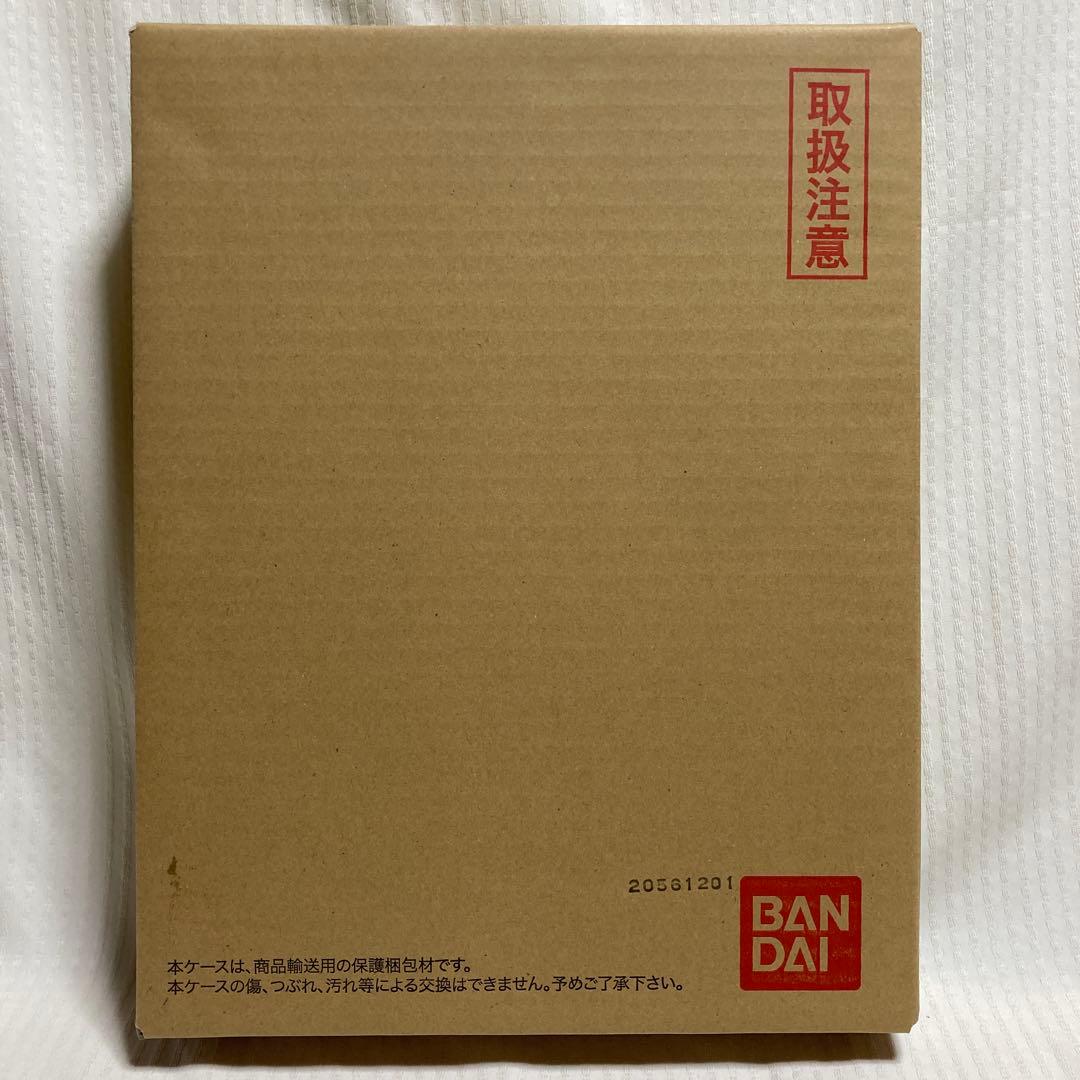 取扱注意
20561201
BAN
DAI
本ケースは、商品輸送用の保護梱包材です。
本ケースの傷、つぶれ、汚れ等による交換はできません。予めご了承下さい。